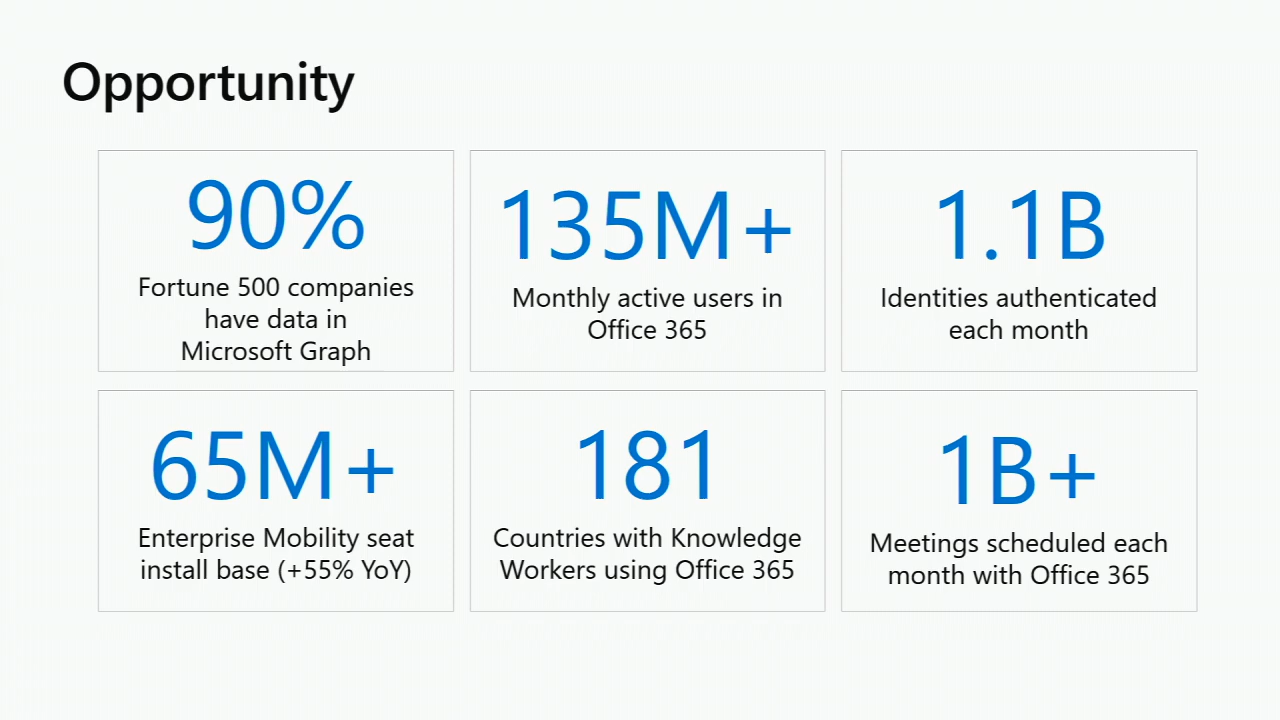 Opportunity
90%
Fortune 500 companies
have data in
Microsoft Graph
135M+
Monthly active users in
Office 365
1.1B
Identities authenticated
each month
65M+
Enterprise Mobility seat
install base (+55% YoY)
181
Countries with Knowledge
Workers using Office 365
1B+
Meetings scheduled each
month with Office 365